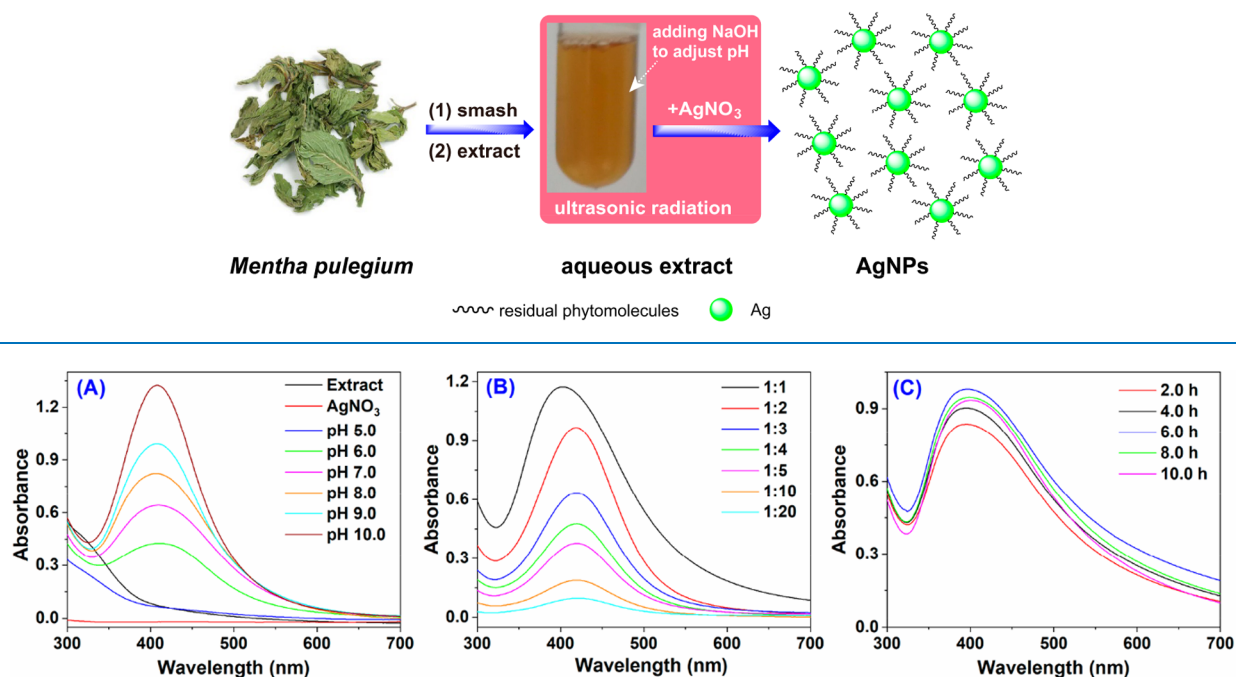 adding NaOH
to adjust pH
(1) smash
(2) extract
+AgNO₃
ultrasonic radiation
Mentha pulegium
aqueous extract
AgNPs
residual phytomolecules
Ag
(A)
Extract
AgNO₃
pH 5.0
pH 6.0
pH 7.0
pH 8.0
pH 9.0
pH 10.0
1.2
0.9
0.6
0.3
0.0
Absorbance
300 400 500 600 700
Wavelength (nm)
(B)
1:1
1:2
1:3
1:4
1:5
1:10
1:20
1.2
0.9
0.6
0.3
0.0
Absorbance
300 400 500 600 700
Wavelength (nm)
(C)
2.0 h
4.0 h
6.0 h
8.0 h
10.0 h
0.9
0.6
0.3
0.0
Absorbance
300 400 500 600 700
Wavelength (nm)